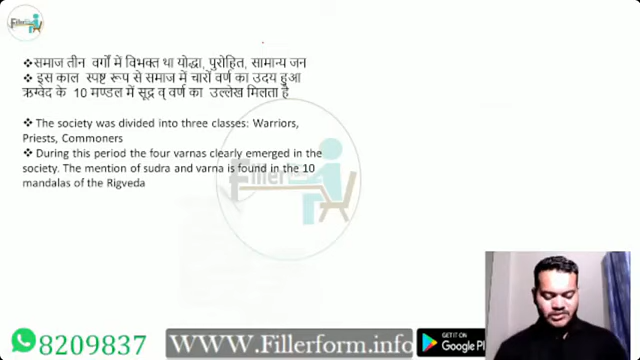 ❖समाज तीन वर्गों में विभक्त था योद्धा, पुरोहित, सामान्य जन
❖ इस काल स्पष्ट रूप से समाज में चारों वर्ण का उदय हुआ
ऋग्वेद के 10 मण्डल में सूद्र व् वर्ण का उल्लेख मिलता है
❖ The society was divided into three classes: Warriors,
Priests, Commoners
❖ During this period the four varnas clearly emerged in the
society. The mention of sudra and varna is found in the 10
mandalas of the Rigveda
Filler
8209837
WWW.Fillerform.info
GET IT ON
Google Pl